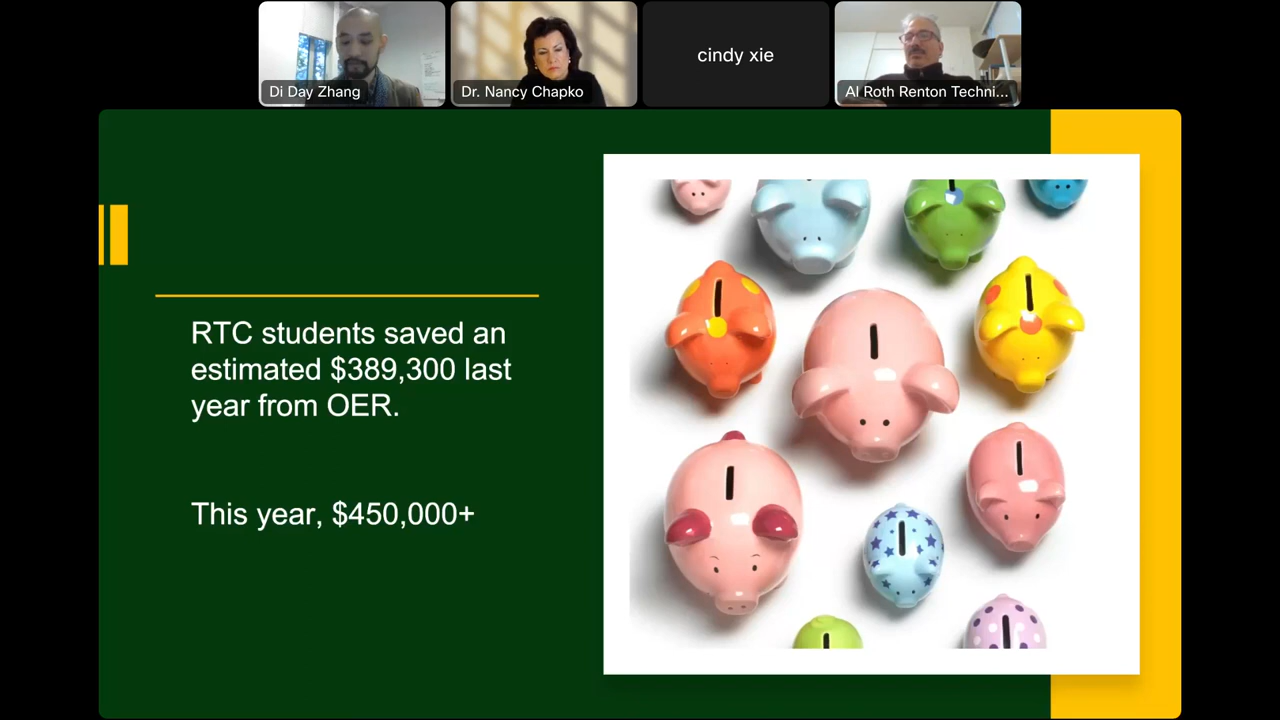 Di Day Zhang
Dr. Nancy Chapko
cindy xie
Al Roth Renton Techni...
RTC students saved an
estimated $389,300 last
year from OER.
This year, $450,000+